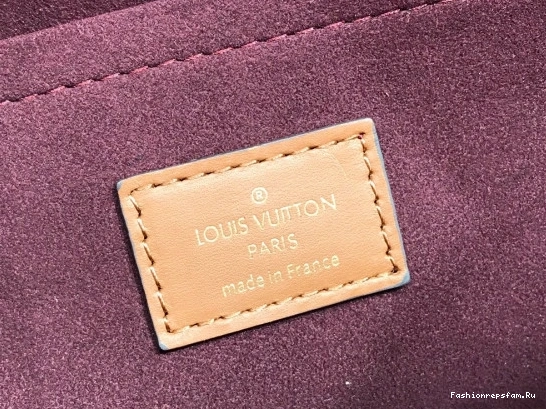 ®
LOUIS VUITTON
PARIS
made in France
Fashionrepsfam.Ru